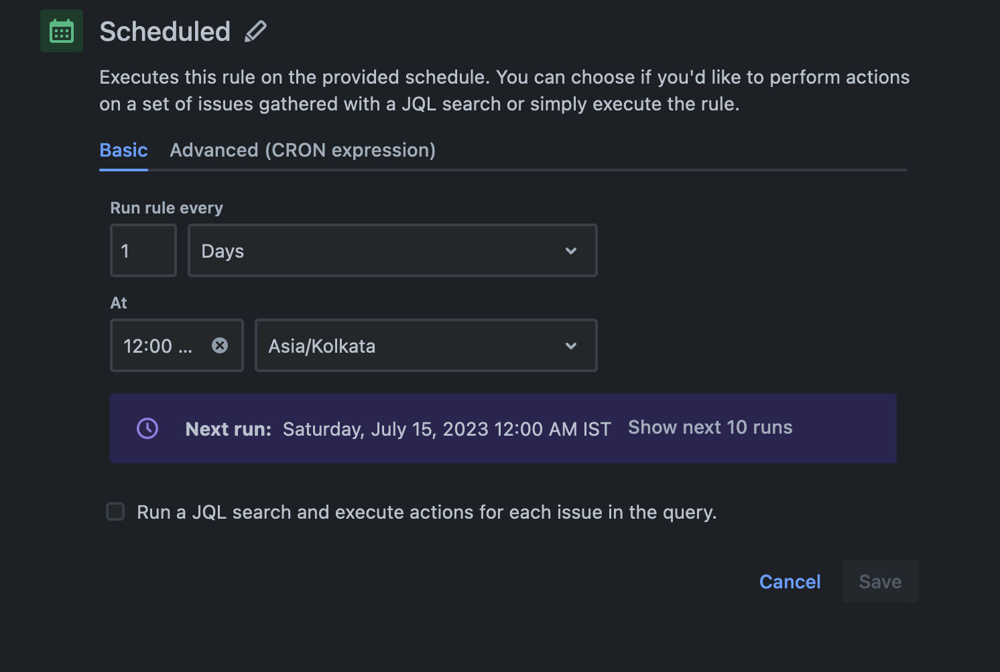 Scheduled
Executes this rule on the provided schedule. You can choose if you'd like to perform actions
on a set of issues gathered with a JQL search or simply execute the rule.
Basic Advanced (CRON expression)
Run rule every
1 Days
At
12:00 ... Asia/Kolkata
Next run: Saturday, July 15, 2023 12:00 AM IST Show next 10 runs
Run a JQL search and execute actions for each issue in the query.
Cancel Save